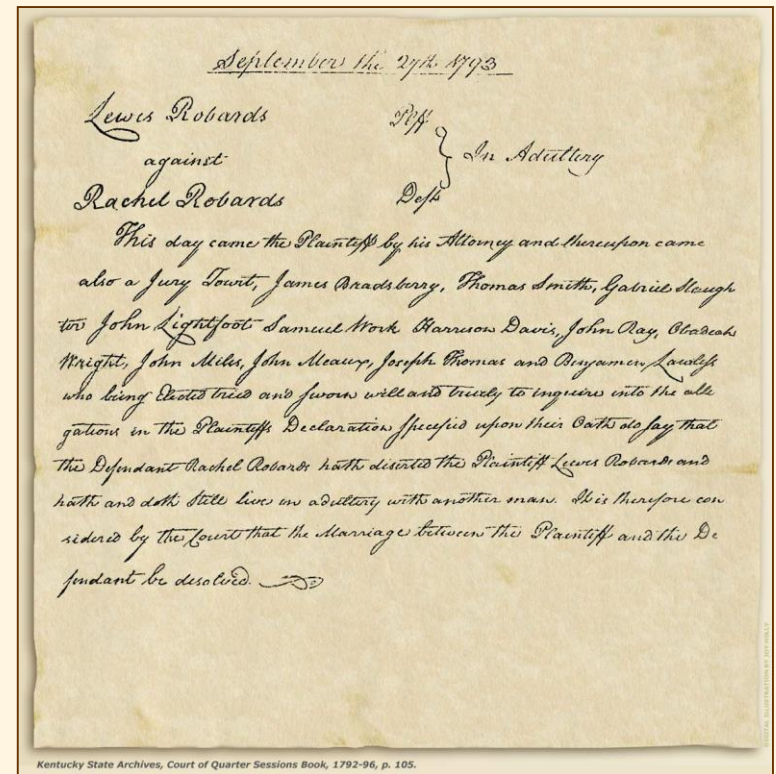 September the 27th 1793
Lewis Robards Plff
against In Adultery
Rachel Robards Deft
This day came the Plaintiff by his Attorney and thereupon came
also a Jury Towit, James Bradsberry, Thomas Smith, Gabriel Slaugh
ter John Lightfoot Samuel Work Harrison Davis, John Ray, Obadiah
Wright, John Miles, John Meaux, Joseph Thomas and Benjamin Lawless
who being Elected tried and sworn will and truely to inquire into the alle
gations in the Plaintiffs Declaration specified upon their Oath do say that
the Defendant Rachel Robards hath diserted the Plaintiff Lewis Robards and
hath and doth Still live in adultery with another man. It is therefore con
sidered by the Court that the Marriage between the Plaintiff and the De
fendant be desolved.
Kentucky State Archives, Court of Quarter Sessions Book, 1792-96, p. 105.